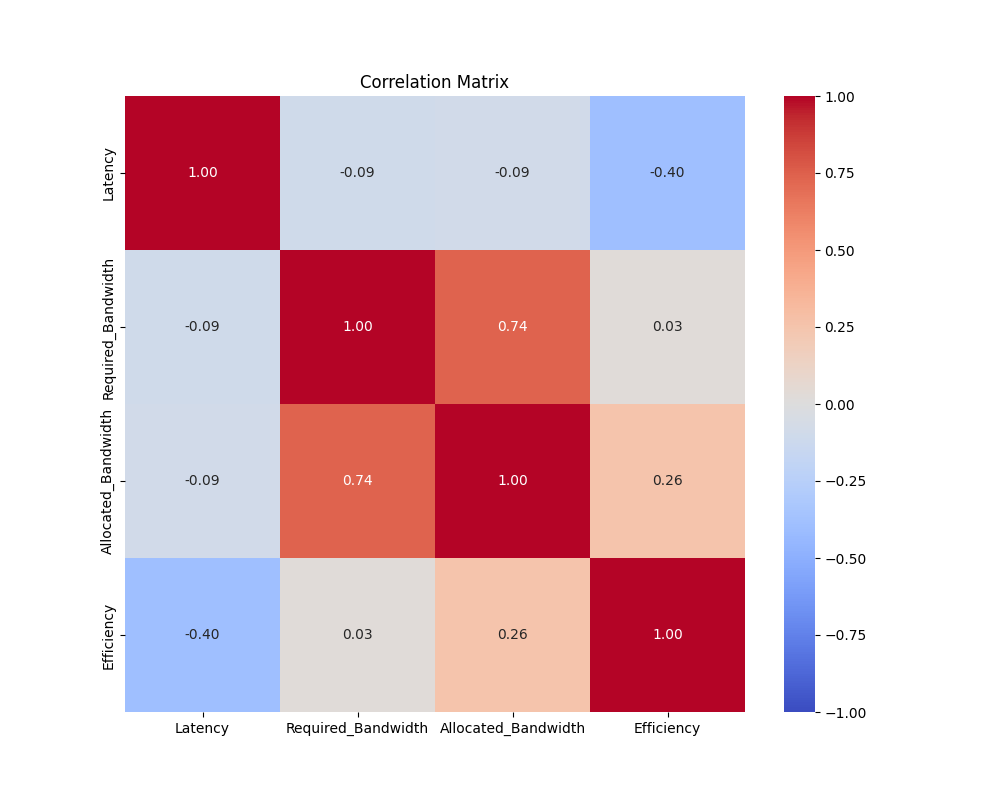 Correlation Matrix
Latency
1.00
-0.09
-0.09
-0.40
Required_Bandwidth
-0.09
1.00
0.74
0.03
Allocated_Bandwidth
-0.09
0.74
1.00
0.26
Efficiency
-0.40
0.03
0.26
1.00
Latency
Required_Bandwidth
Allocated_Bandwidth
Efficiency
1.00
0.75
0.50
0.25
0.00
−0.25
−0.50
−0.75
−1.00